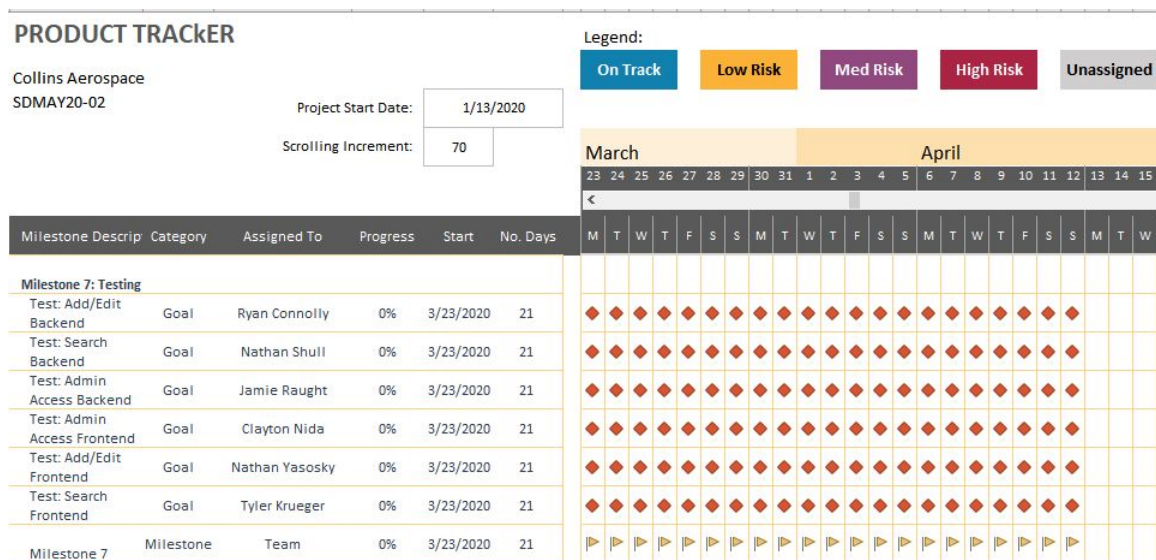 PRODUCT TRACkER
Collins Aerospace
SDMAY20-02
Project Start Date: 1/13/2020
Scrolling Increment: 70
Legend:
On Track Low Risk Med Risk High Risk Unassigned
March April
23 24 25 26 27 28 29 30 31 1 2 3 4 5 6 7 8 9 10 11 12 13 14 15
Milestone Descrip Category Assigned To Progress Start No. Days M T W T F S S M T W T F S S M T W T F S S M T W
Milestone 7: Testing
Test: Add/Edit
Backend Goal Ryan Connolly 0% 3/23/2020 21
Test: Search
Backend Goal Nathan Shull 0% 3/23/2020 21
Test: Admin
Access Backend Goal Jamie Raught 0% 3/23/2020 21
Test: Admin
Access Frontend Goal Clayton Nida 0% 3/23/2020 21
Test: Add/Edit
Frontend Goal Nathan Yasosky 0% 3/23/2020 21
Test: Search
Frontend Goal Tyler Krueger 0% 3/23/2020 21
Milestone 7 Milestone Team 0% 3/23/2020 21